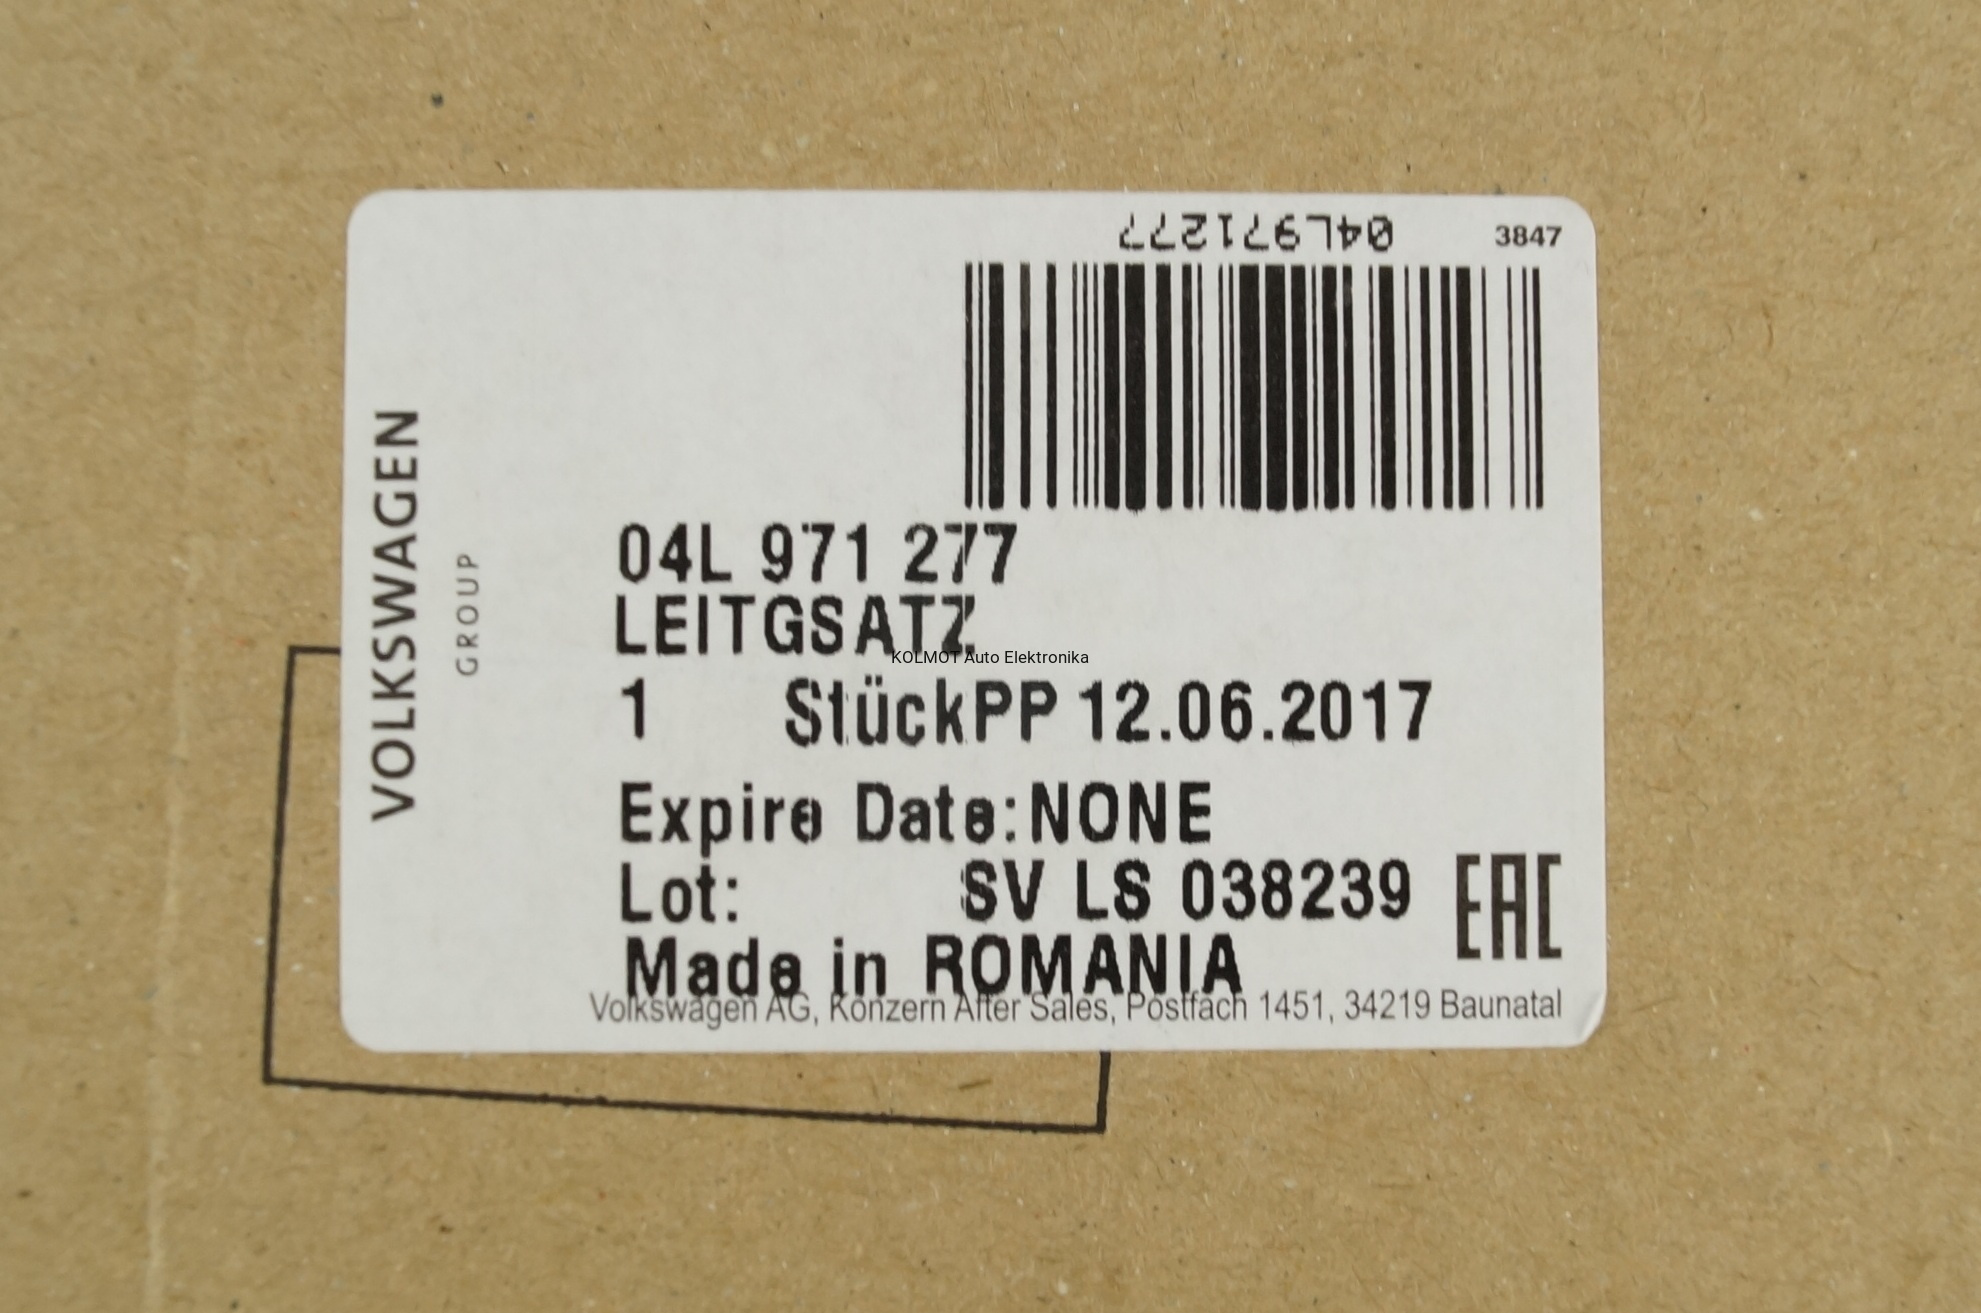 04L971277
3847
VOLKSWAGEN
GROUP
04L 971 277
LEITGSATZ
KOLMOT Auto Elektronika
1 StückPP 12.06.2017
Expire Date:NONE
Lot: SV LS 038239
EAC
Made in ROMANIA
Volkswagen AG, Konzern After Sales, Postfach 1451, 34219 Baunatal